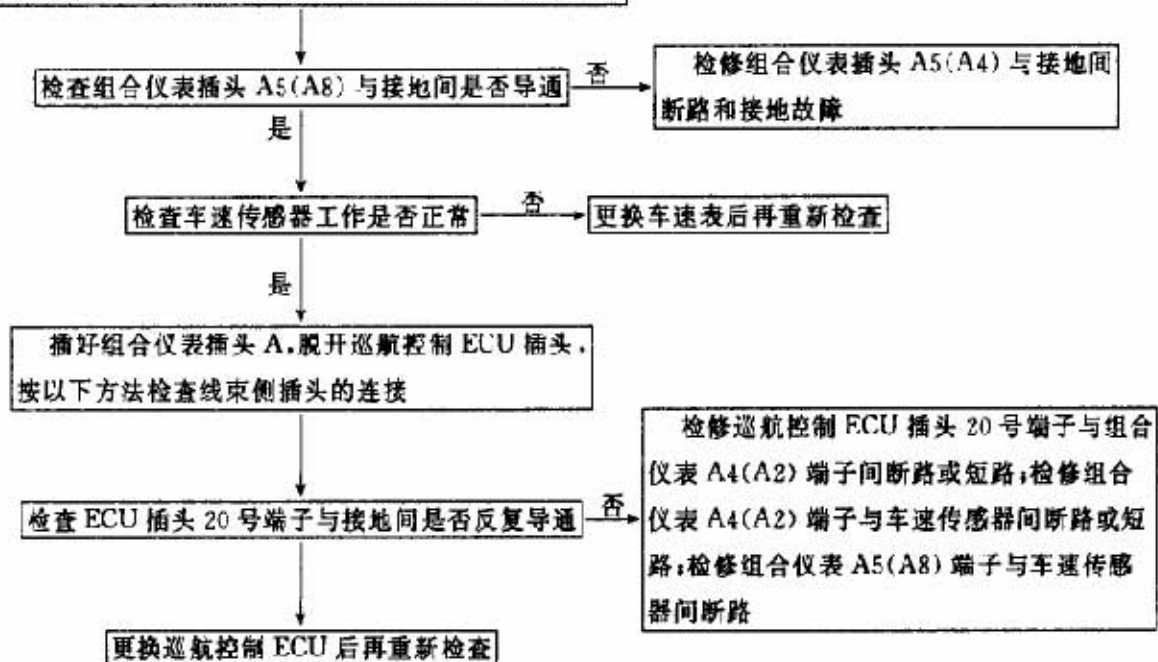 检查组合仪表插头 A5(A8) 与接地间是否导通
否
检修组合仪表插头 A5(A4) 与接地间
断路和接地故障
是
检查车速传感器工作是否正常
否
更换车速表后再重新检查
是
插好组合仪表插头 A,脱开巡航控制 ECU 插头,
按以下方法检查线束侧插头的连接
检查 ECU 插头 20 号端子与接地间是否反复导通
否
检修巡航控制 ECU 插头 20 号端子与组合
仪表 A4(A2) 端子间断路或短路;检修组合
仪表 A4(A2) 端子与车速传感器间断路或短
路;检修组合仪表 A5(A8) 端子与车速传感
器间断路
更换巡航控制 ECU 后再重新检查